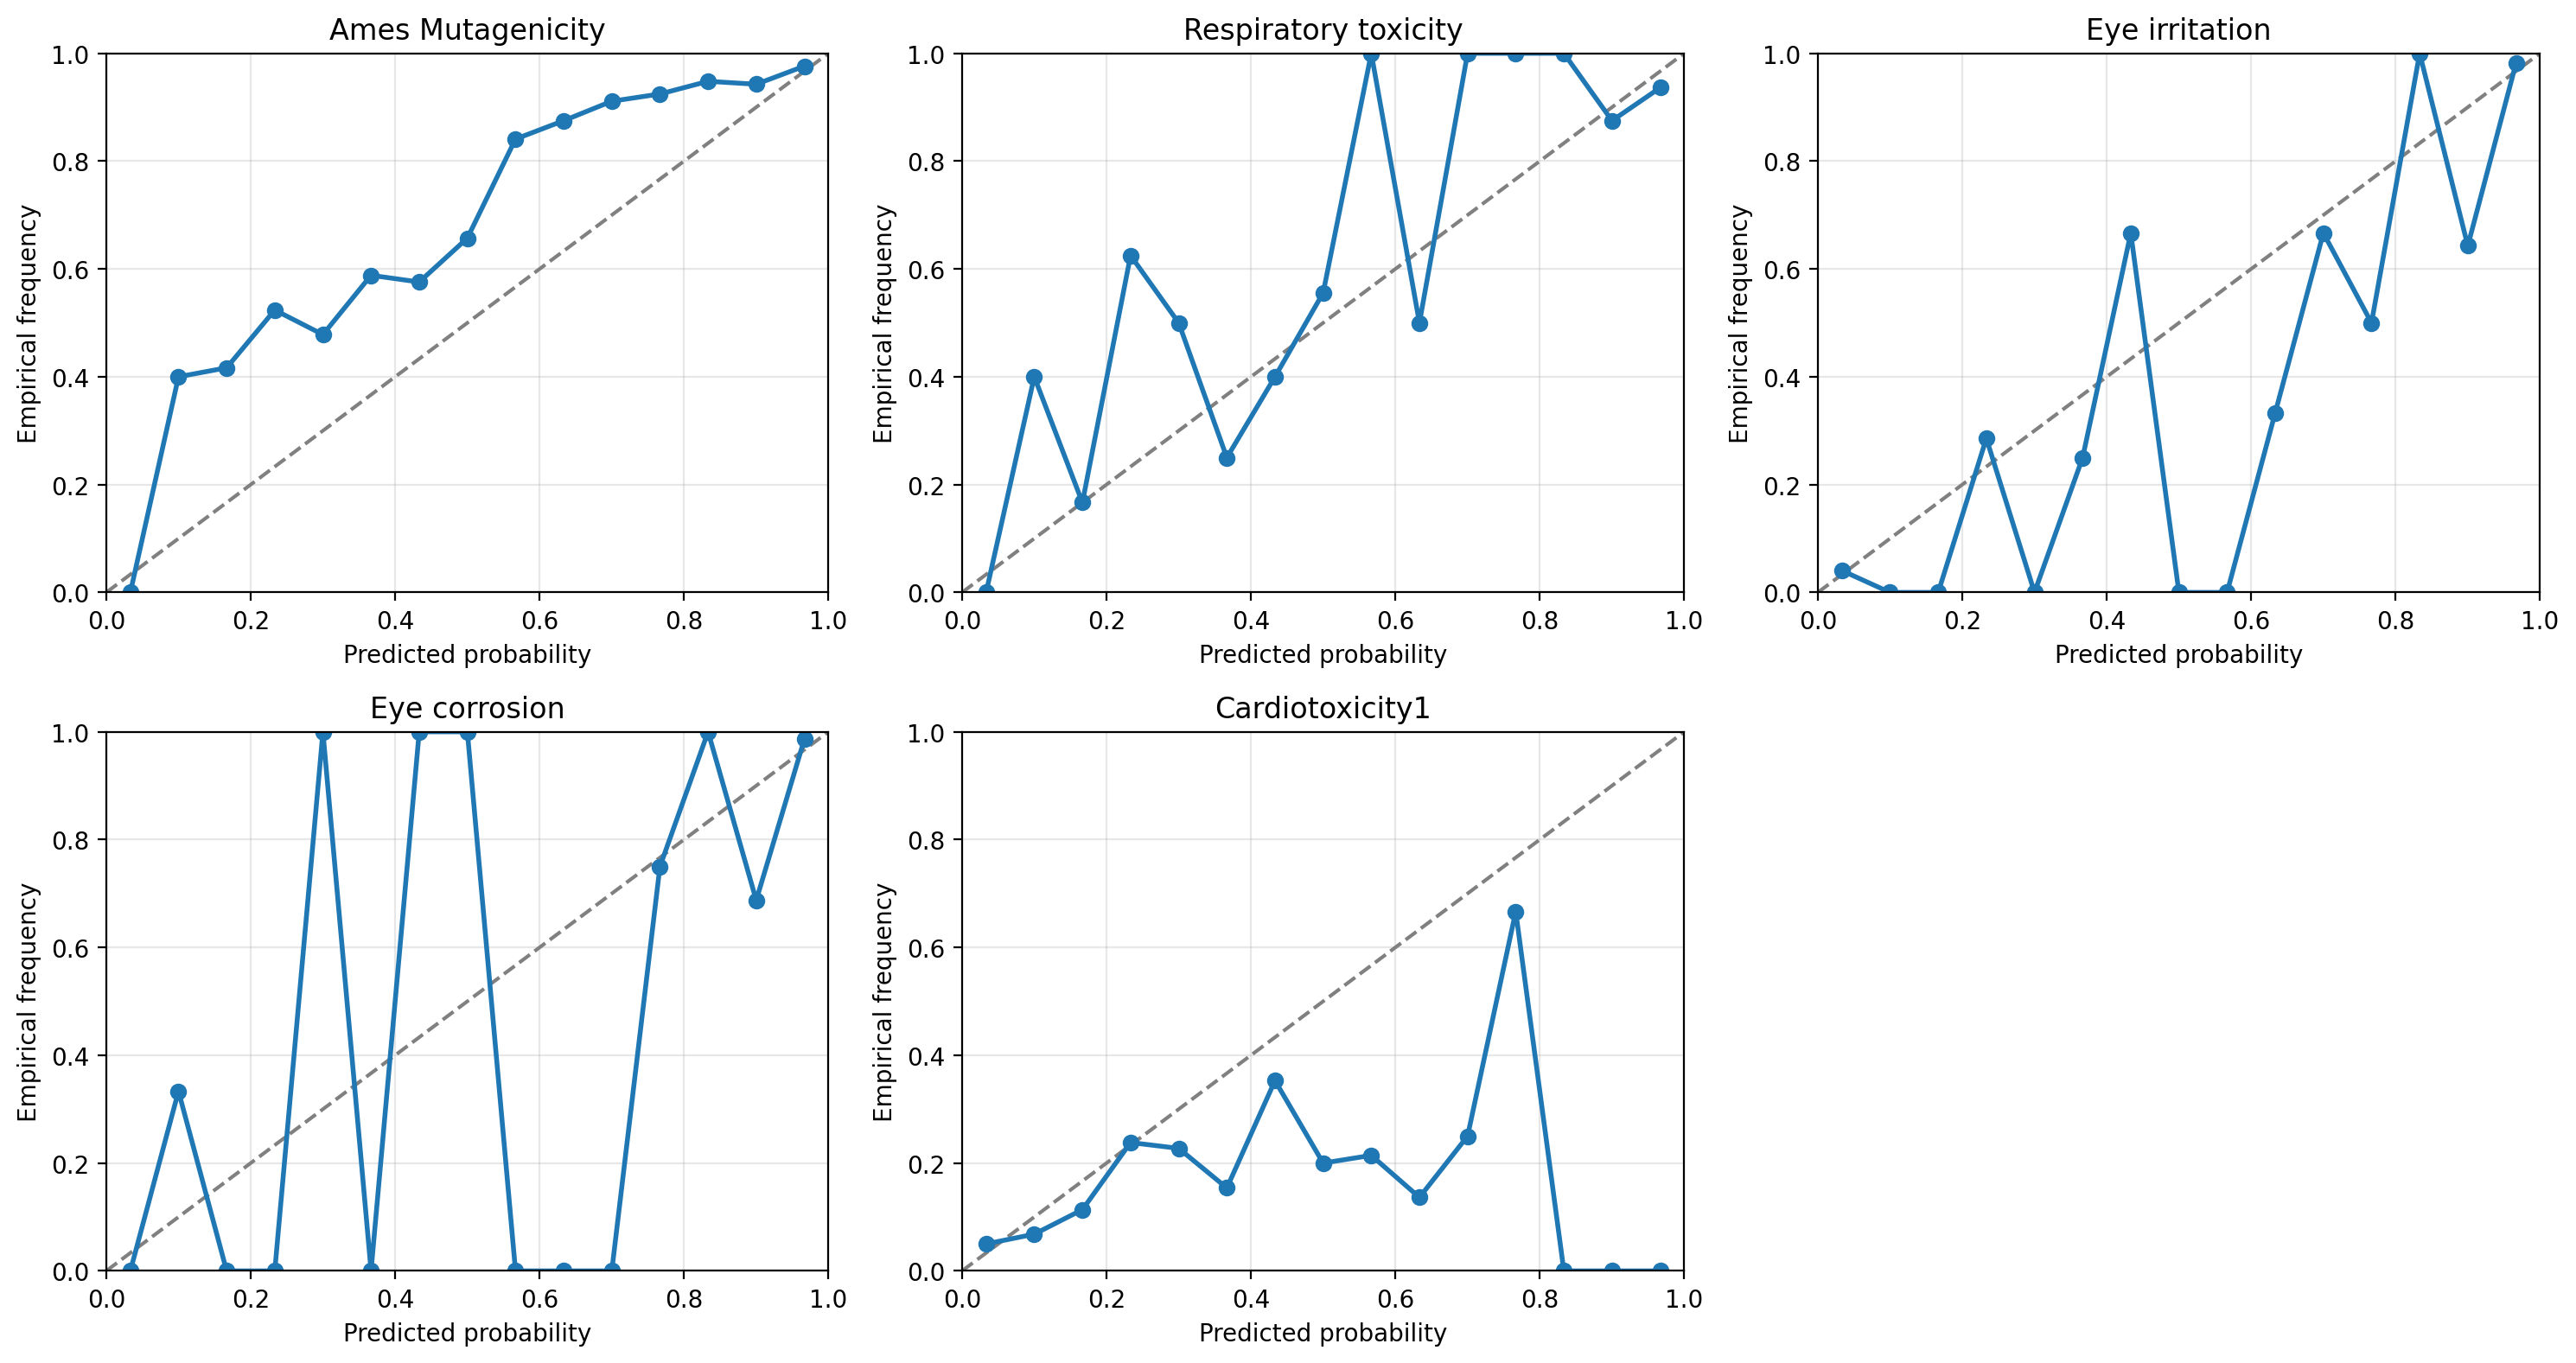 Ames Mutagenicity
1.0
0.8
0.6
0.4
0.2
0.0
Empirical frequency
0.0 0.2 0.4 0.6 0.8 1.0
Predicted probability
Respiratory toxicity
1.0
0.8
0.6
0.4
0.2
0.0
Empirical frequency
0.0 0.2 0.4 0.6 0.8 1.0
Predicted probability
Eye irritation
1.0
0.8
0.6
0.4
0.2
0.0
Empirical frequency
0.0 0.2 0.4 0.6 0.8 1.0
Predicted probability
Eye corrosion
1.0
0.8
0.6
0.4
0.2
0.0
Empirical frequency
0.0 0.2 0.4 0.6 0.8 1.0
Predicted probability
Cardiotoxicity1
1.0
0.8
0.6
0.4
0.2
0.0
Empirical frequency
0.0 0.2 0.4 0.6 0.8 1.0
Predicted probability